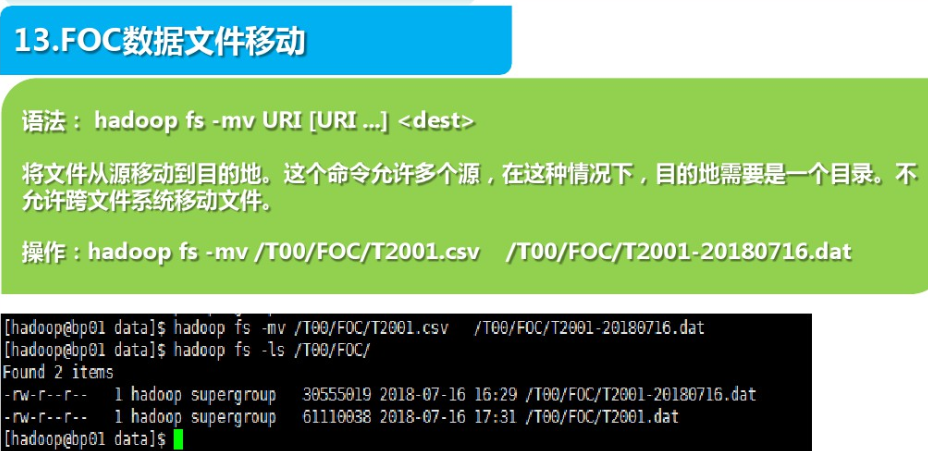 13.FOC数据文件移动
语法： hadoop fs -mv URI [URI …] <dest>
将文件从源移动到目的地。这个命令允许多个源，在这种情况下，目的地需要是一个目录。不
允许跨文件系统移动文件。
操作：hadoop fs -mv /T00/FOC/T2001.csv /T00/FOC/T2001-20180716.dat
[hadoop@bp01 data]$ hadoop fs -mv /T00/FOC/T2001.csv /T00/FOC/T2001-20180716.dat
[hadoop@bp01 data]$ hadoop fs -ls /T00/FOC/
Found 2 items
-rw-r--r-- 1 hadoop supergroup 30555019 2018-07-16 16:29 /T00/FOC/T2001-20180716.dat
-rw-r--r-- 1 hadoop supergroup 61110038 2018-07-16 17:31 /T00/FOC/T2001.dat
[hadoop@bp01 data]$